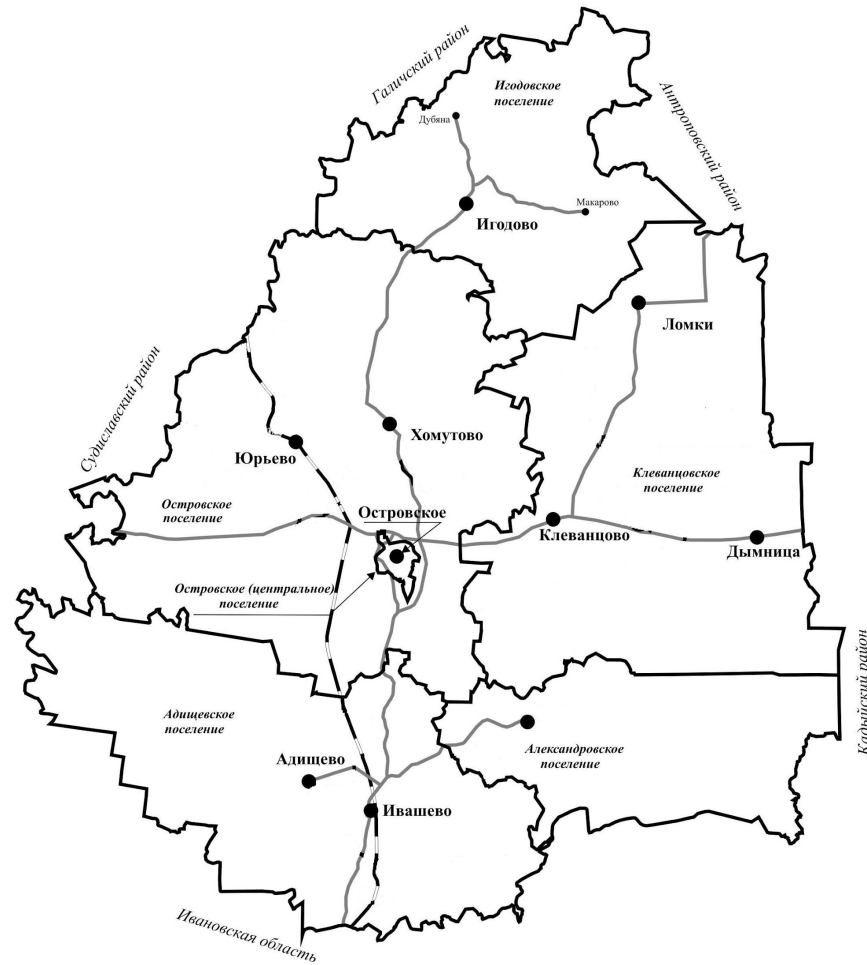 Галичский район
Игодовское
поселение
Антроповский район
Дубяна
Макарово
Игодово
Ломки
Судиславский район
Хомутово
Юрьево
Клеванцовское
поселение
Островское
поселение
Островское
Клеванцово
Дымница
Островское (центральное)
поселение
Кадыйский район
Адищевское
поселение
Александровское
поселение
Адищево
Ивашево
Ивановская область